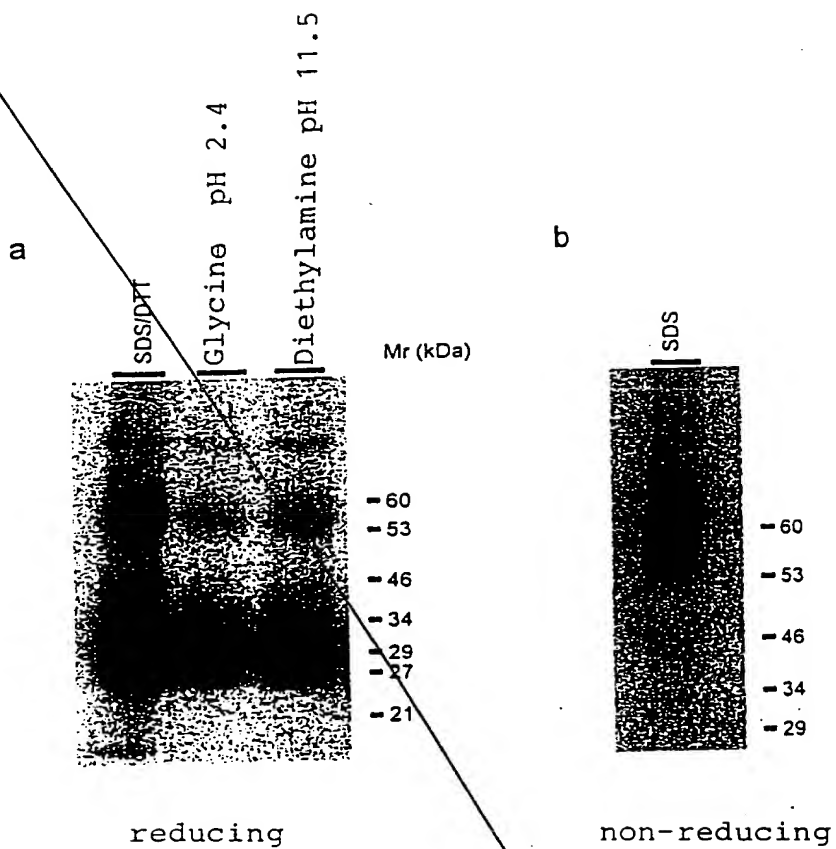 a
SDS/DTT
Glycine pH 2.4
Diethylamine pH 11.5
Mr (kDa)
60
53
46
34
29
27
21
reducing
b
SDS
60
53
46
34
29
non-reducing